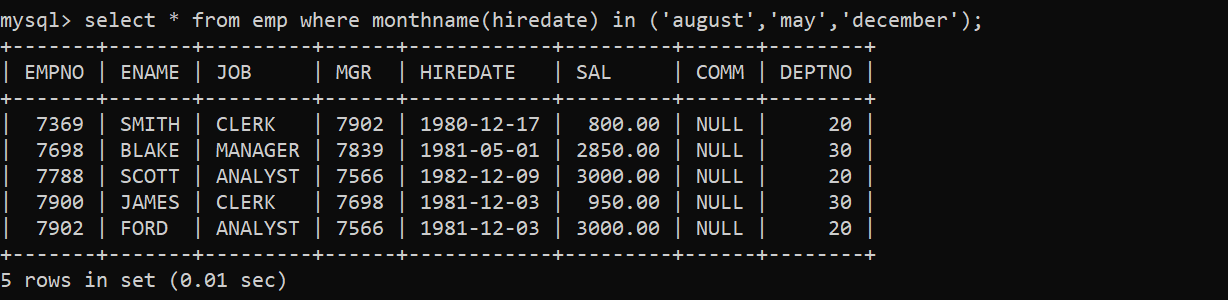 mysql> select * from emp where monthname(hiredate) in ('august','may','december');
+-------+-------+---------+------+------------+---------+------+--------+
| EMPNO | ENAME | JOB     | MGR  | HIREDATE   | SAL     | COMM | DEPTNO |
+-------+-------+---------+------+------------+---------+------+--------+
|  7369 | SMITH | CLERK   | 7902 | 1980-12-17 |  800.00 | NULL |     20 |
|  7698 | BLAKE | MANAGER | 7839 | 1981-05-01 | 2850.00 | NULL |     30 |
|  7788 | SCOTT | ANALYST | 7566 | 1982-12-09 | 3000.00 | NULL |     20 |
|  7900 | JAMES | CLERK   | 7698 | 1981-12-03 |  950.00 | NULL |     30 |
|  7902 | FORD  | ANALYST | 7566 | 1981-12-03 | 3000.00 | NULL |     20 |
+-------+-------+---------+------+------------+---------+------+--------+
5 rows in set (0.01 sec)